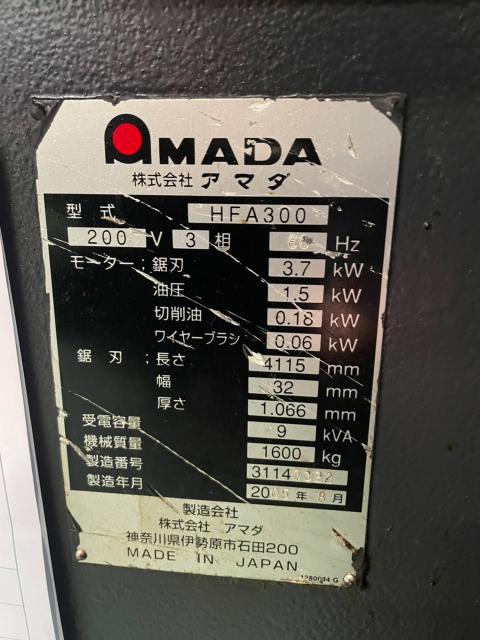 AMADA
株式会社 アマダ
型式 HFA300
200 V 3 相 60 Hz
モーター:鋸刃 3.7 kW
油圧 1.5 kW
切削油 0.18 kW
ワイヤーブラシ 0.06 kW
鋸刃:長さ 4115 mm
幅 32 mm
厚さ 1.066 mm
受電容量 9 kVA
機械質量 1600 kg
製造番号
製造年月 年 8 月
製造会社
株式会社 アマダ
神奈川県伊勢原市石田200
MADE IN JAPAN
1280044 G